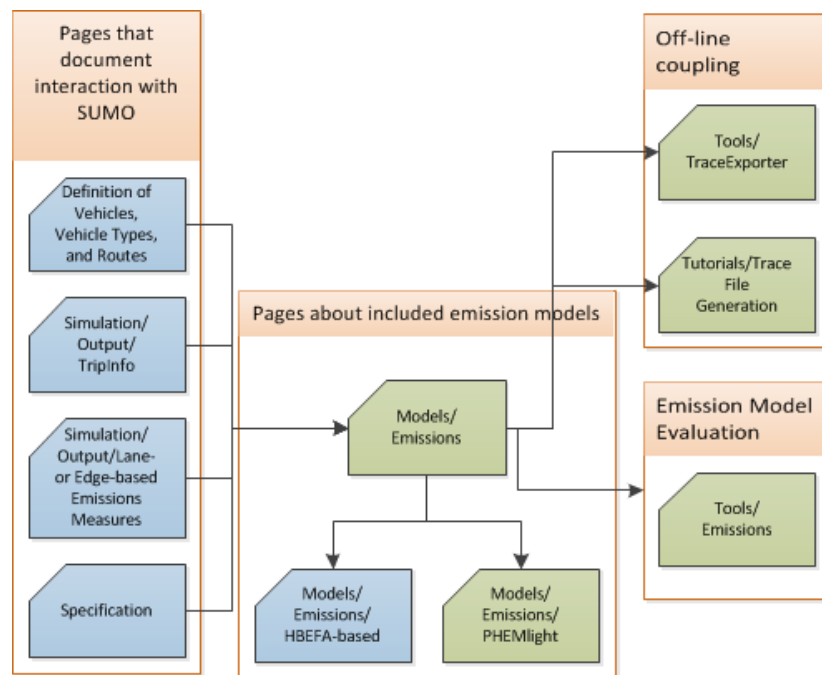 Pages that
document
interaction with
SUMO
Definition of
Vehicles,
Vehicle Types,
and Routes
Simulation/
Output/
TripInfo
Simulation/
Output/Lane-
or Edge-based
Emissions
Measures
Specification
Pages about included emission models
Models/
Emissions
Models/
Emissions/
HBEFA-based
Models/
Emissions/
PHEMlight
Off-line
coupling
Tools/
TraceExporter
Tutorials/Trace
File
Generation
Emission Model
Evaluation
Tools/
Emissions